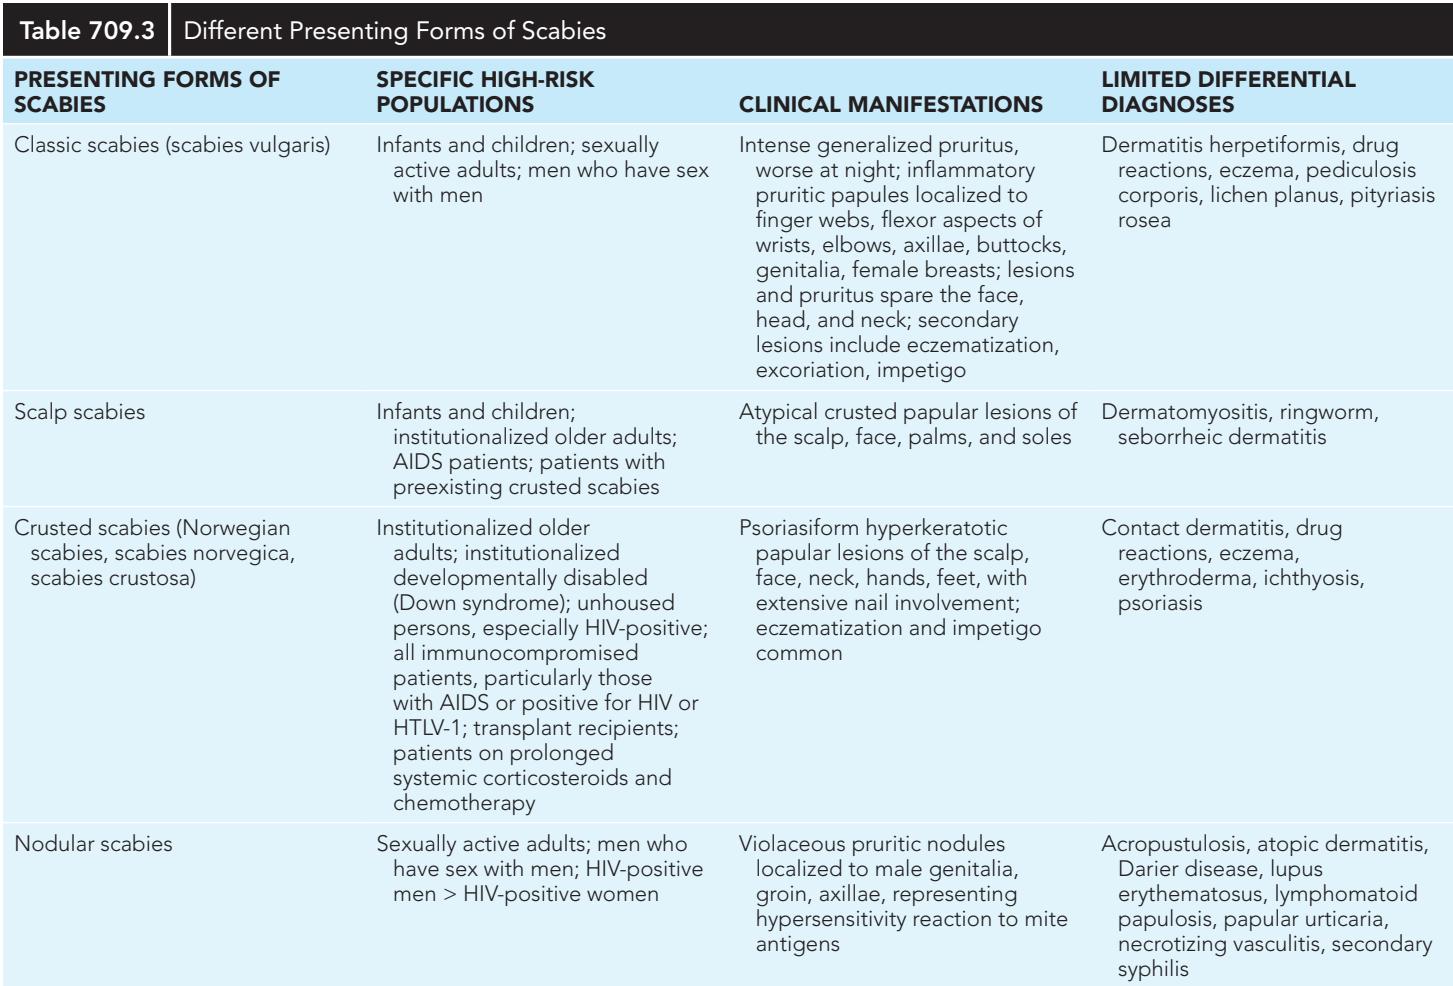 Table 709.3 Different Presenting Forms of Scabies
PRESENTING FORMS OF
SCABIES
SPECIFIC HIGH-RISK
POPULATIONS
CLINICAL MANIFESTATIONS
LIMITED DIFFERENTIAL
DIAGNOSES
Classic scabies (scabies vulgaris)
Infants and children; sexually
active adults; men who have sex
with men
Intense generalized pruritus,
worse at night; inflammatory
pruritic papules localized to
finger webs, flexor aspects of
wrists, elbows, axillae, buttocks,
genitalia, female breasts; lesions
and pruritus spare the face,
head, and neck; secondary
lesions include eczematization,
excoriation, impetigo
Dermatitis herpetiformis, drug
reactions, eczema, pediculosis
corporis, lichen planus, pityriasis
rosea
Scalp scabies
Infants and children;
institutionalized older adults;
AIDS patients; patients with
preexisting crusted scabies
Atypical crusted papular lesions of
the scalp, face, palms, and soles
Dermatomyositis, ringworm,
seborrheic dermatitis
Crusted scabies (Norwegian
scabies, scabies norvegica,
scabies crustosa)
Institutionalized older
adults; institutionalized
developmentally disabled
(Down syndrome); unhoused
persons, especially HIV-positive;
all immunocompromised
patients, particularly those
with AIDS or positive for HIV or
HTLV-1; transplant recipients;
patients on prolonged
systemic corticosteroids and
chemotherapy
Psoriasiform hyperkeratotic
papular lesions of the scalp,
face, neck, hands, feet, with
extensive nail involvement;
eczematization and impetigo
common
Contact dermatitis, drug
reactions, eczema,
erythroderma, ichthyosis,
psoriasis
Nodular scabies
Sexually active adults; men who
have sex with men; HIV-positive
men > HIV-positive women
Violaceous pruritic nodules
localized to male genitalia,
groin, axillae, representing
hypersensitivity reaction to mite
antigens
Acropustulosis, atopic dermatitis,
Darier disease, lupus
erythematosus, lymphomatoid
papulosis, papular urticaria,
necrotizing vasculitis, secondary
syphilis